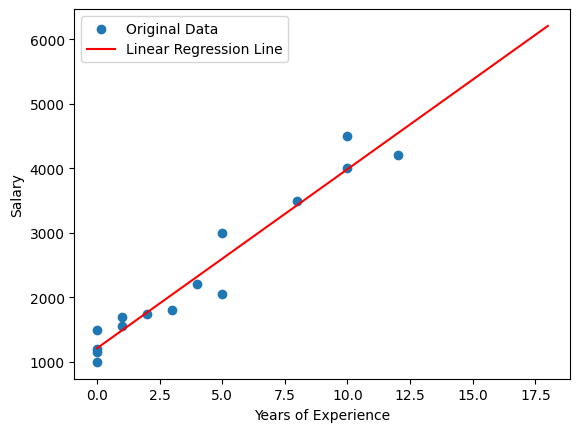 Original Data
Linear Regression Line
6000
5000
4000
3000
2000
1000
Salary
0.0 2.5 5.0 7.5 10.0 12.5 15.0 17.5
Years of Experience